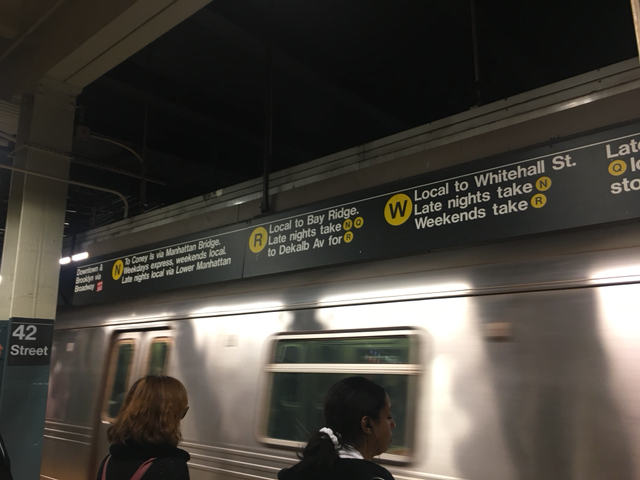 Downtown &
Brooklyn via
Broadway
N
To Coney Is via Manhattan Bridge.
Weekdays express, weekends local.
Late nights local via Lower Manhattan
R
Local to Bay Ridge.
Late nights take N Q
to Dekalb Av for R
W
Local to Whitehall St.
Late nights take N
Weekends take R
Late
Q lo
sto
42
Street